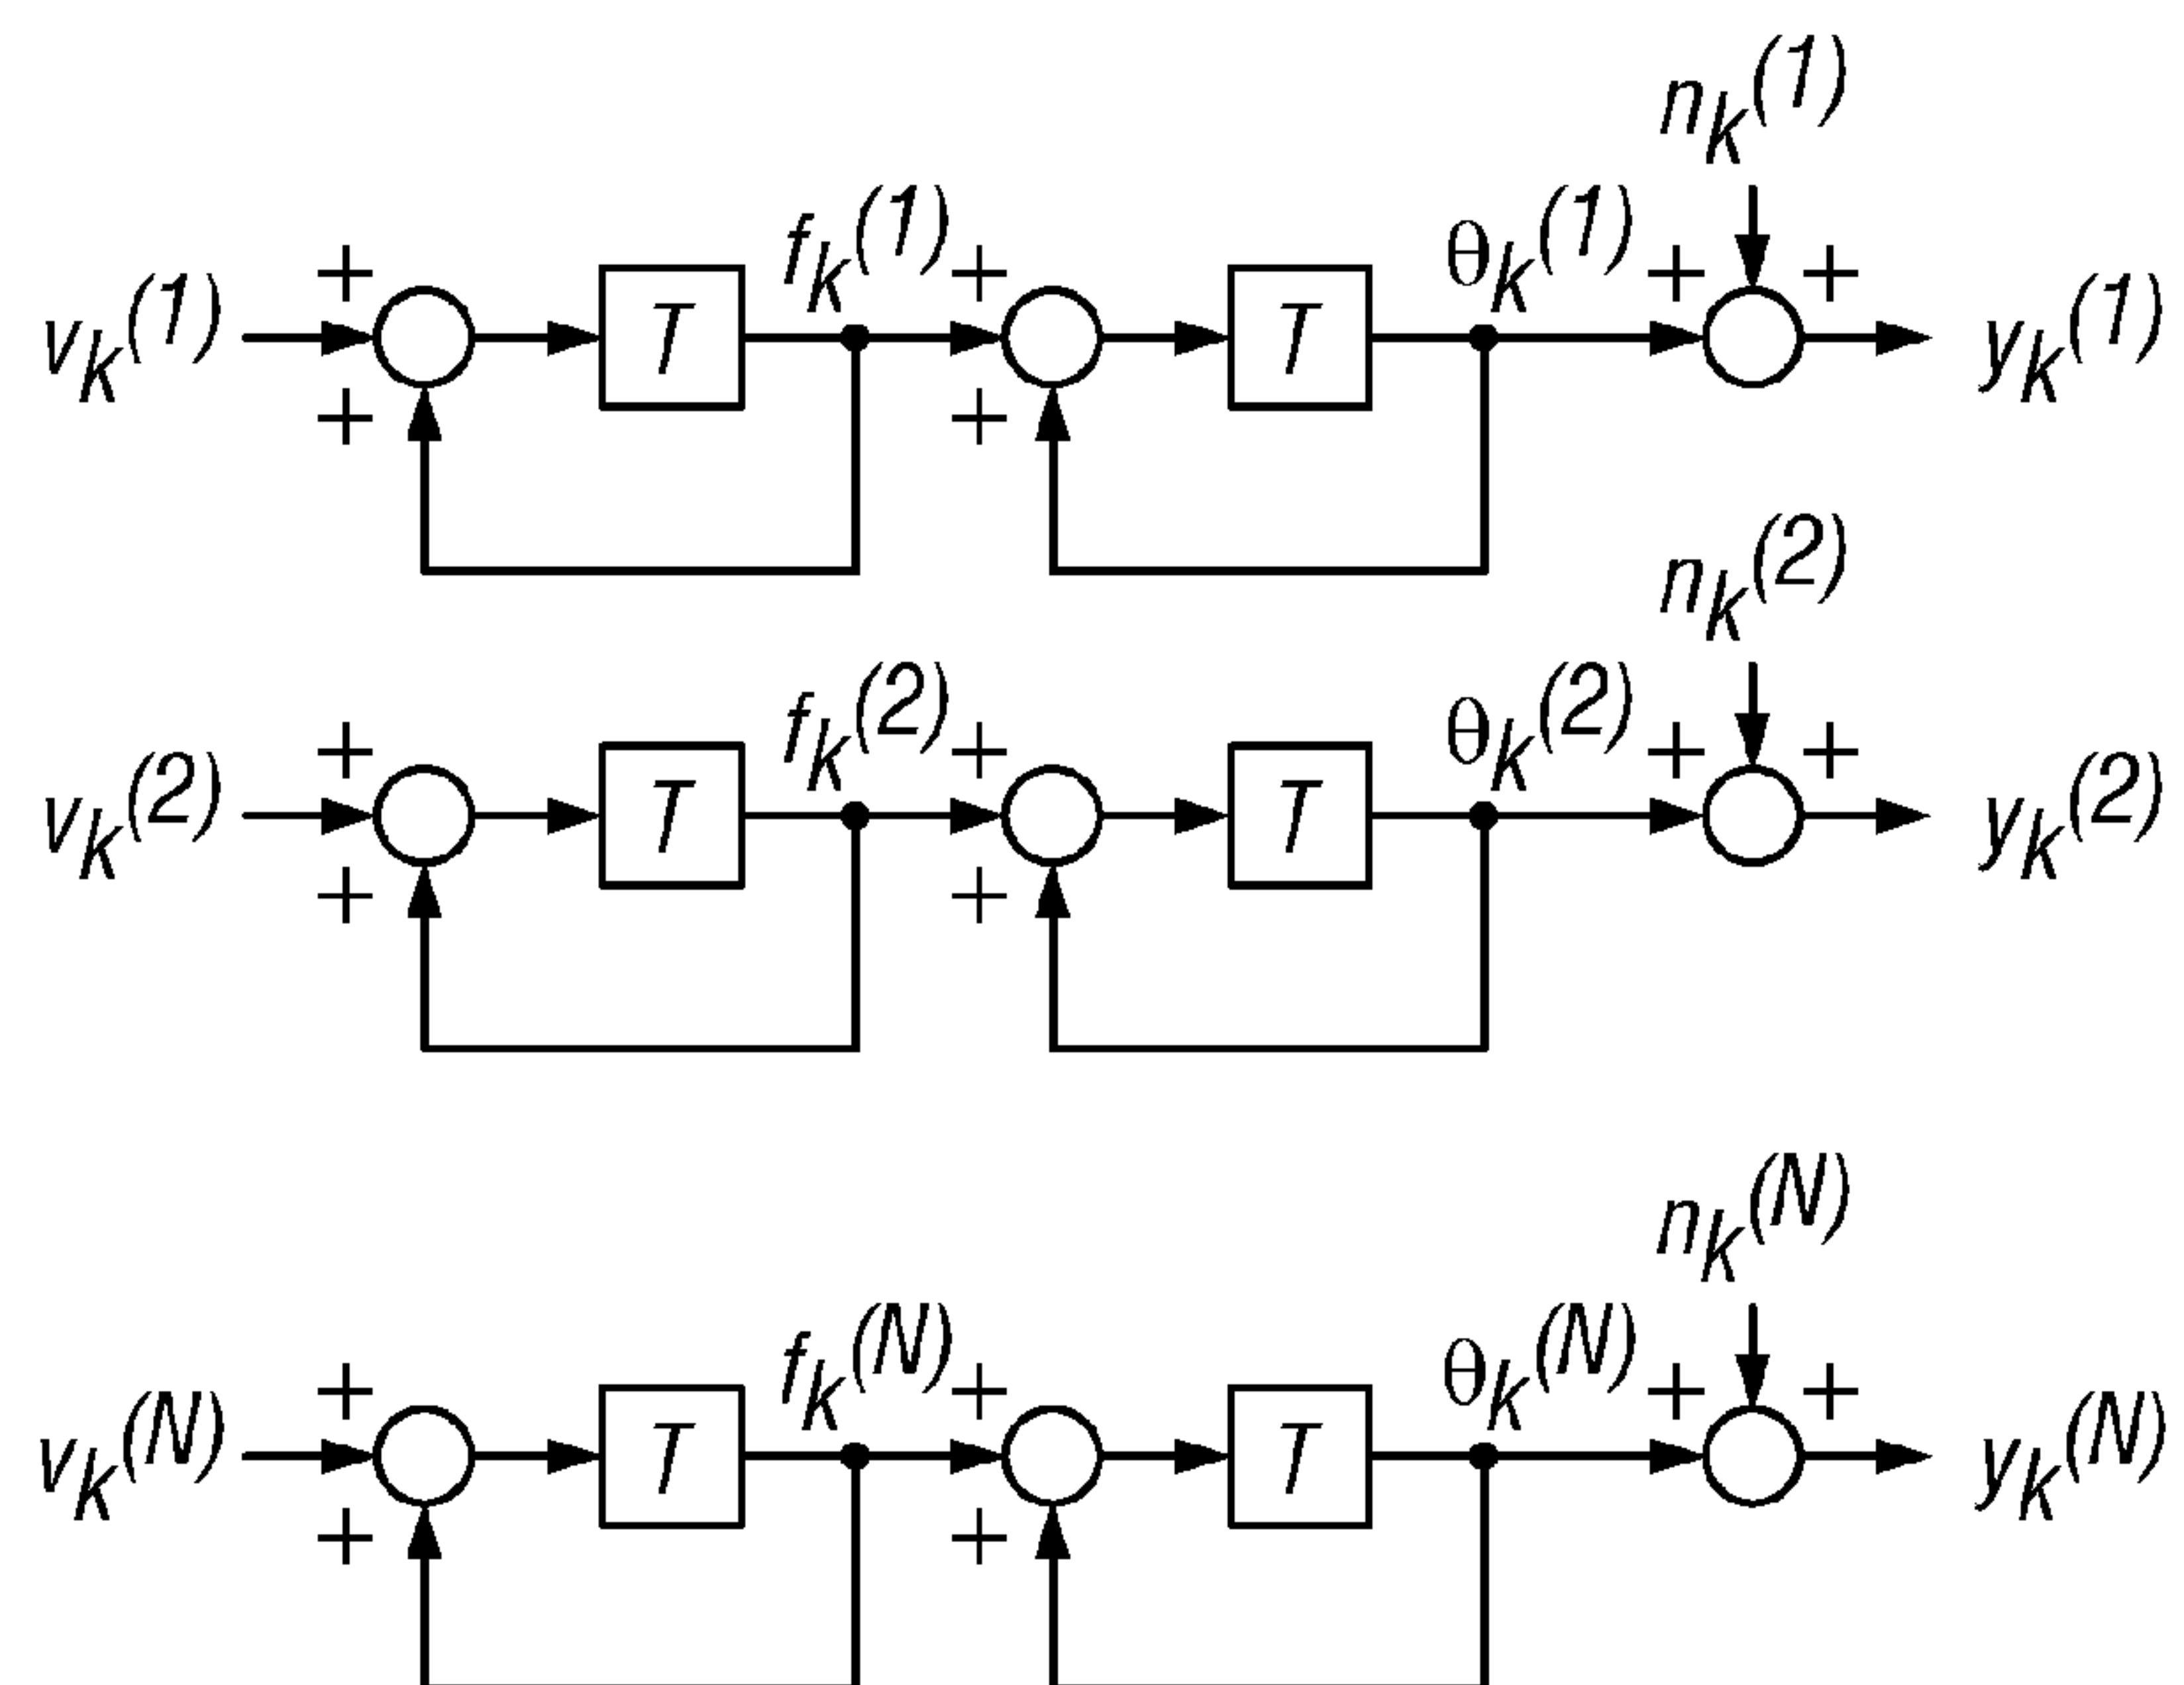 n_k^(1)
f_k^(1) θ_k^(1)
+ + + +
v_k^(1) T T y_k^(1)
+ +
n_k^(2)
f_k^(2) θ_k^(2)
+ + + +
v_k^(2) T T y_k^(2)
+ +
n_k^(N)
f_k^(N) θ_k^(N)
+ + + +
v_k^(N) T T y_k^(N)
+ +